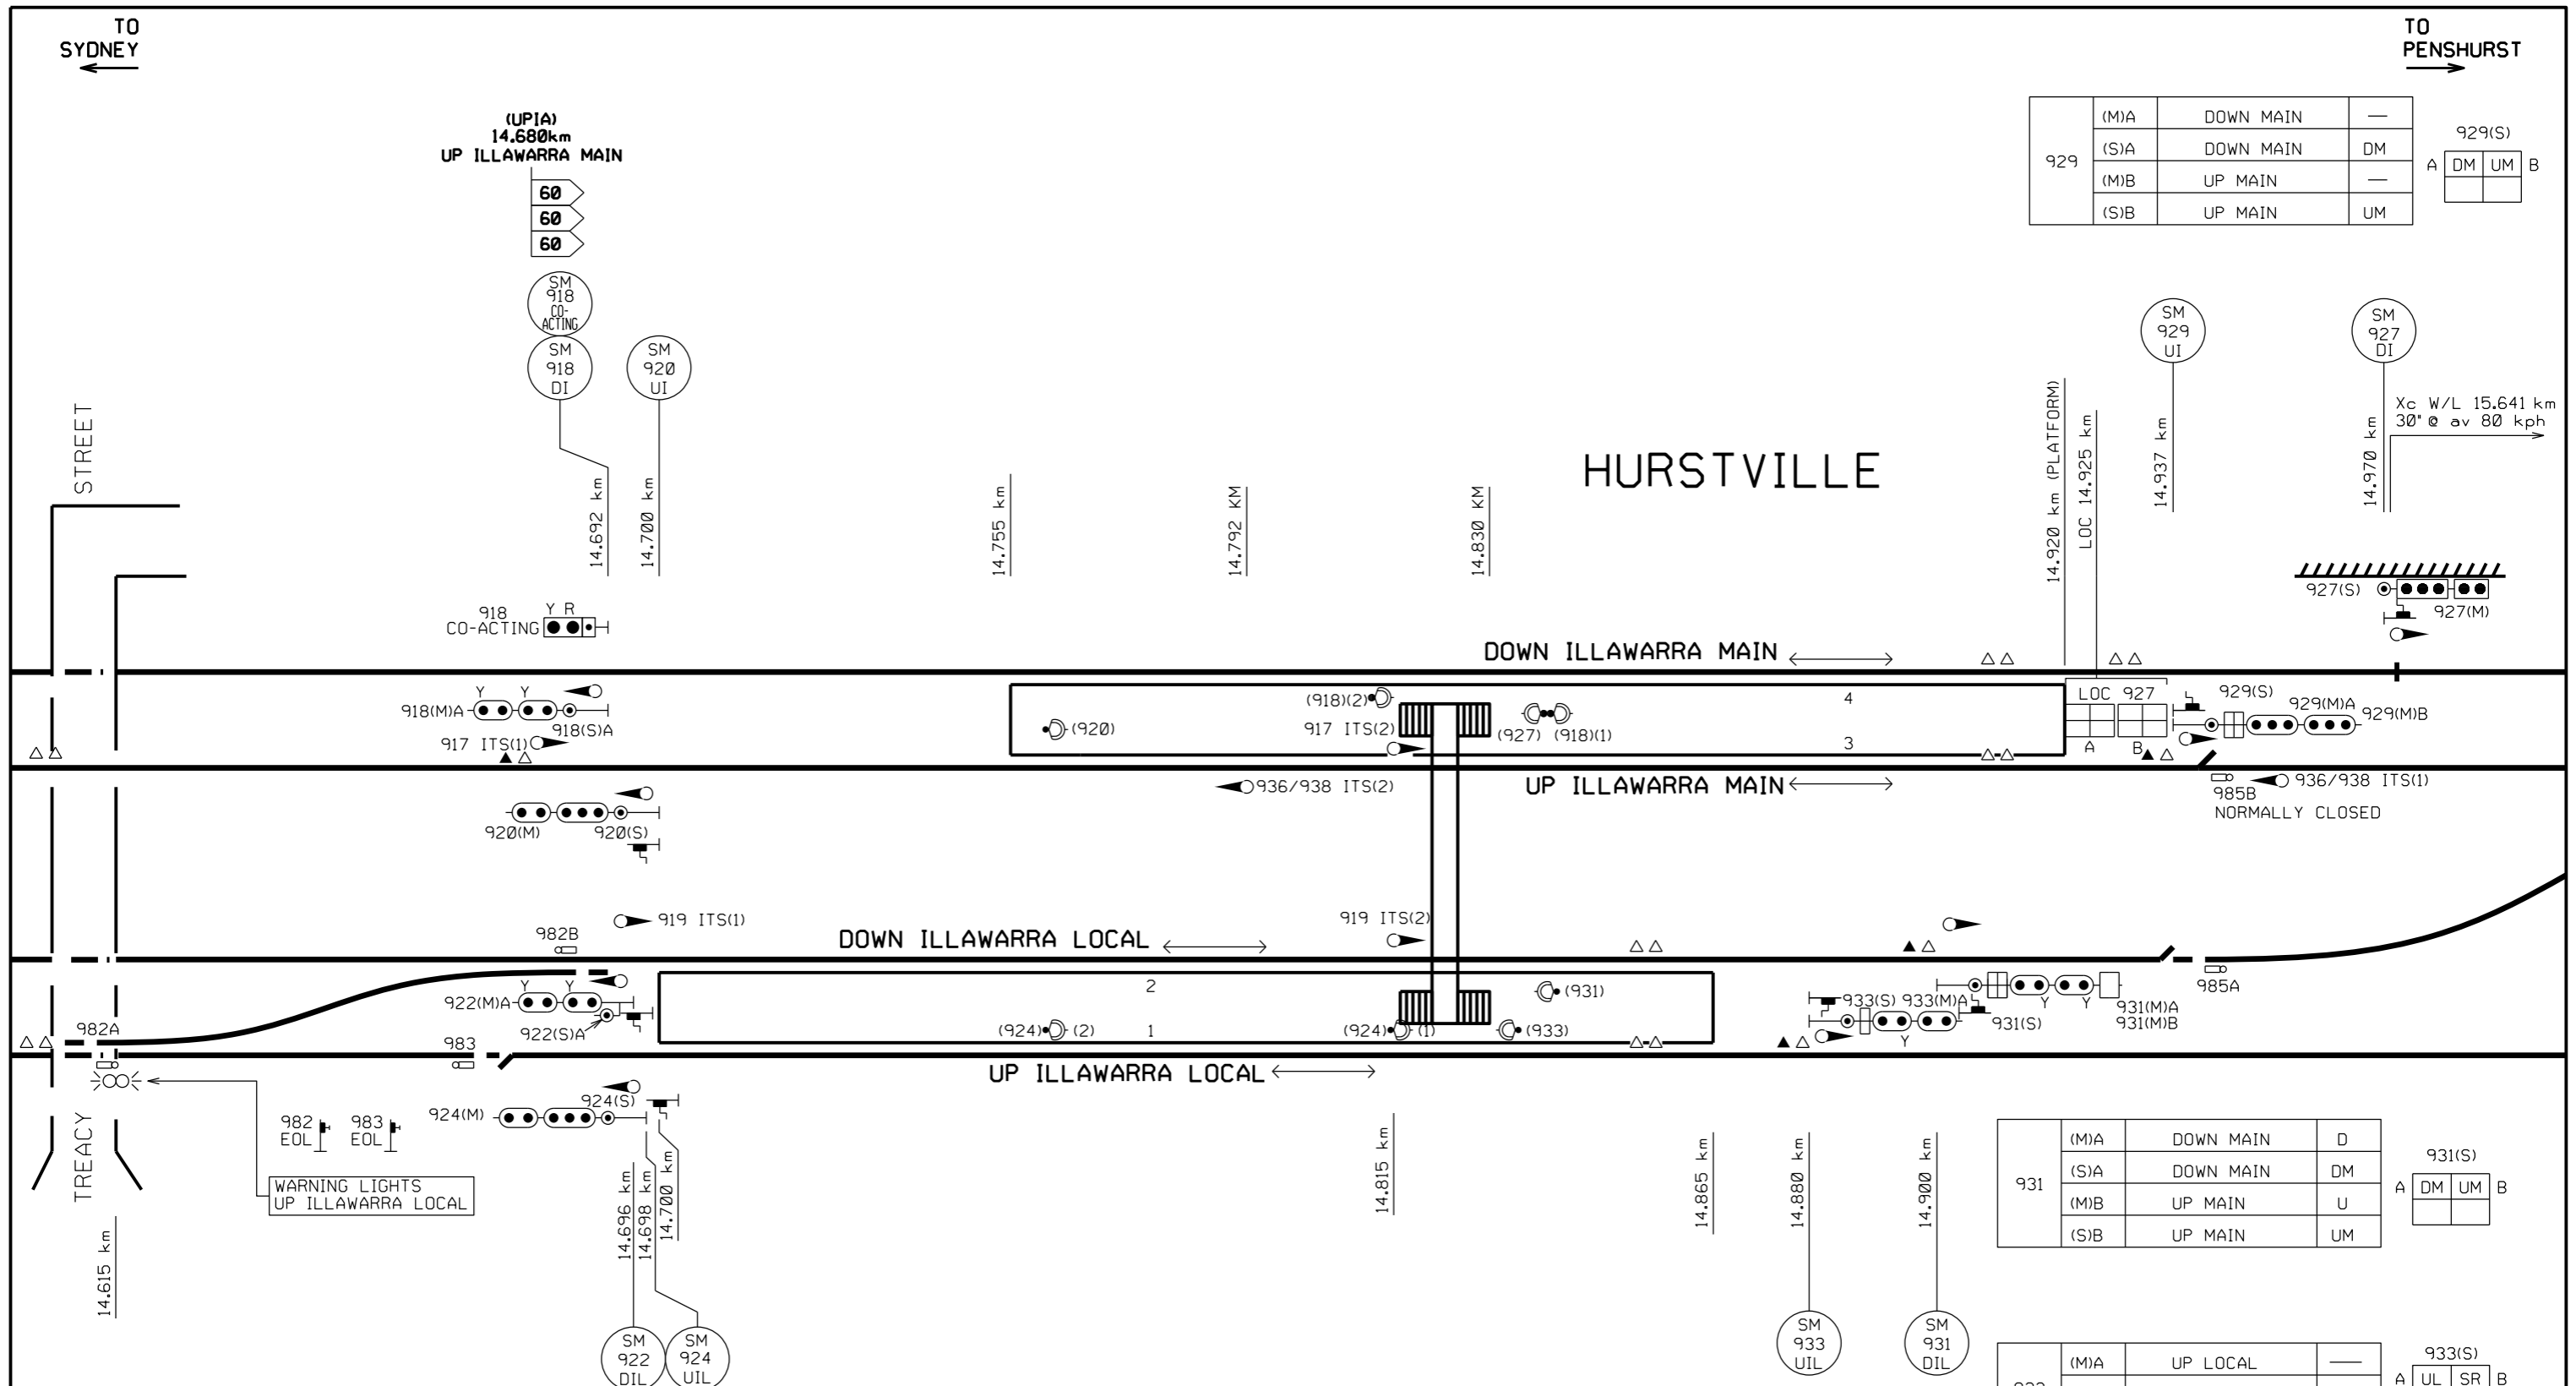 TO
SYDNEY
TO
PENSHURST
(UPIA)
14.680km
UP ILLAWARRA MAIN
60
60
60
SM
918
CO-
ACTING
SM
918
DI
SM
920
UI
929
(M)A DOWN MAIN —
(S)A DOWN MAIN DM
(M)B UP MAIN —
(S)B UP MAIN UM
929(S)
A DM UM B
SM
929
UI
SM
927
DI
STREET
14.692 km
14.700 km
14.755 km
14.792 KM
14.830 KM
HURSTVILLE
14.920 km (PLATFORM)
LOC 14.925 km
14.937 km
14.970 km
Xc W/L 15.641 km
30" @ av 80 kph
918
CO-ACTING
Y R
927(S)
927(M)
DOWN ILLAWARRA MAIN
Y Y
918(M)A
918(S)A
917 ITS(1)
(920)
(918)(2)
917 ITS(2)
(927) (918)(1)
4
3
LOC 927
A B
929(S)
929(M)A
929(M)B
UP ILLAWARRA MAIN
936/938 ITS(2)
936/938 ITS(1)
985B
NORMALLY CLOSED
920(M) 920(S)
919 ITS(1)
919 ITS(2)
982B
DOWN ILLAWARRA LOCAL
Y Y
922(M)A
922(S)A
2
1
(931)
(924) (2)
(924) (1)
(933)
933(S) 933(M)A
Y
931(S)
Y Y
931(M)A
931(M)B
985A
982A
983
UP ILLAWARRA LOCAL
924(M)
924(S)
982
EOL
983
EOL
TREACY
WARNING LIGHTS
UP ILLAWARRA LOCAL
14.615 km
14.696 km
14.698 km
14.700 km
14.815 km
14.865 km
14.880 km
14.900 km
931
(M)A DOWN MAIN D
(S)A DOWN MAIN DM
(M)B UP MAIN U
(S)B UP MAIN UM
931(S)
A DM UM B
SM
922
DIL
SM
924
UIL
SM
933
UIL
SM
931
DIL
(M)A UP LOCAL —
933(S)
A UL SR B